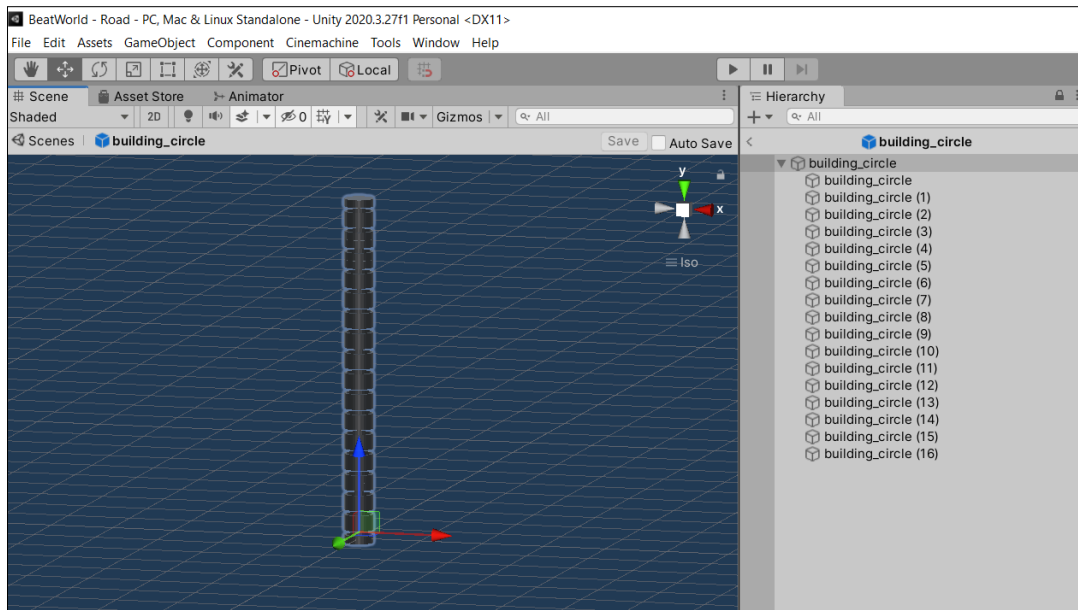 BeatWorld - Road - PC, Mac & Linux Standalone - Unity 2020.3.27f1 Personal <DX11>
File Edit Assets GameObject Component Cinemachine Tools Window Help
Pivot Local
Scene Asset Store Animator
Hierarchy
Shaded 2D 0 Gizmos All
All
Scenes building_circle Save Auto Save
building_circle
y
x
Iso
building_circle
building_circle
building_circle (1)
building_circle (2)
building_circle (3)
building_circle (4)
building_circle (5)
building_circle (6)
building_circle (7)
building_circle (8)
building_circle (9)
building_circle (10)
building_circle (11)
building_circle (12)
building_circle (13)
building_circle (14)
building_circle (15)
building_circle (16)